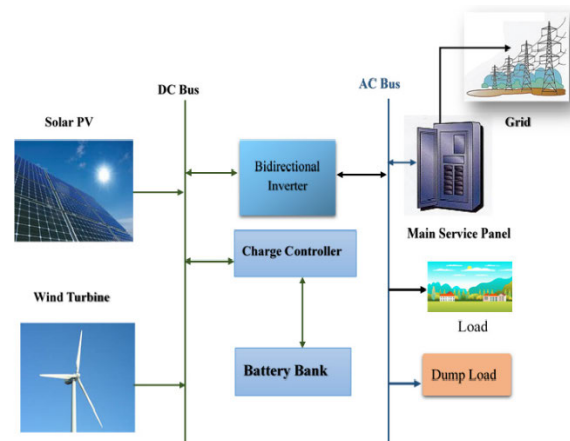 DC Bus
AC Bus
Solar PV
Grid
Bidirectional
Inverter
Main Service Panel
Charge Controller
Wind Turbine
Load
Battery Bank
Dump Load